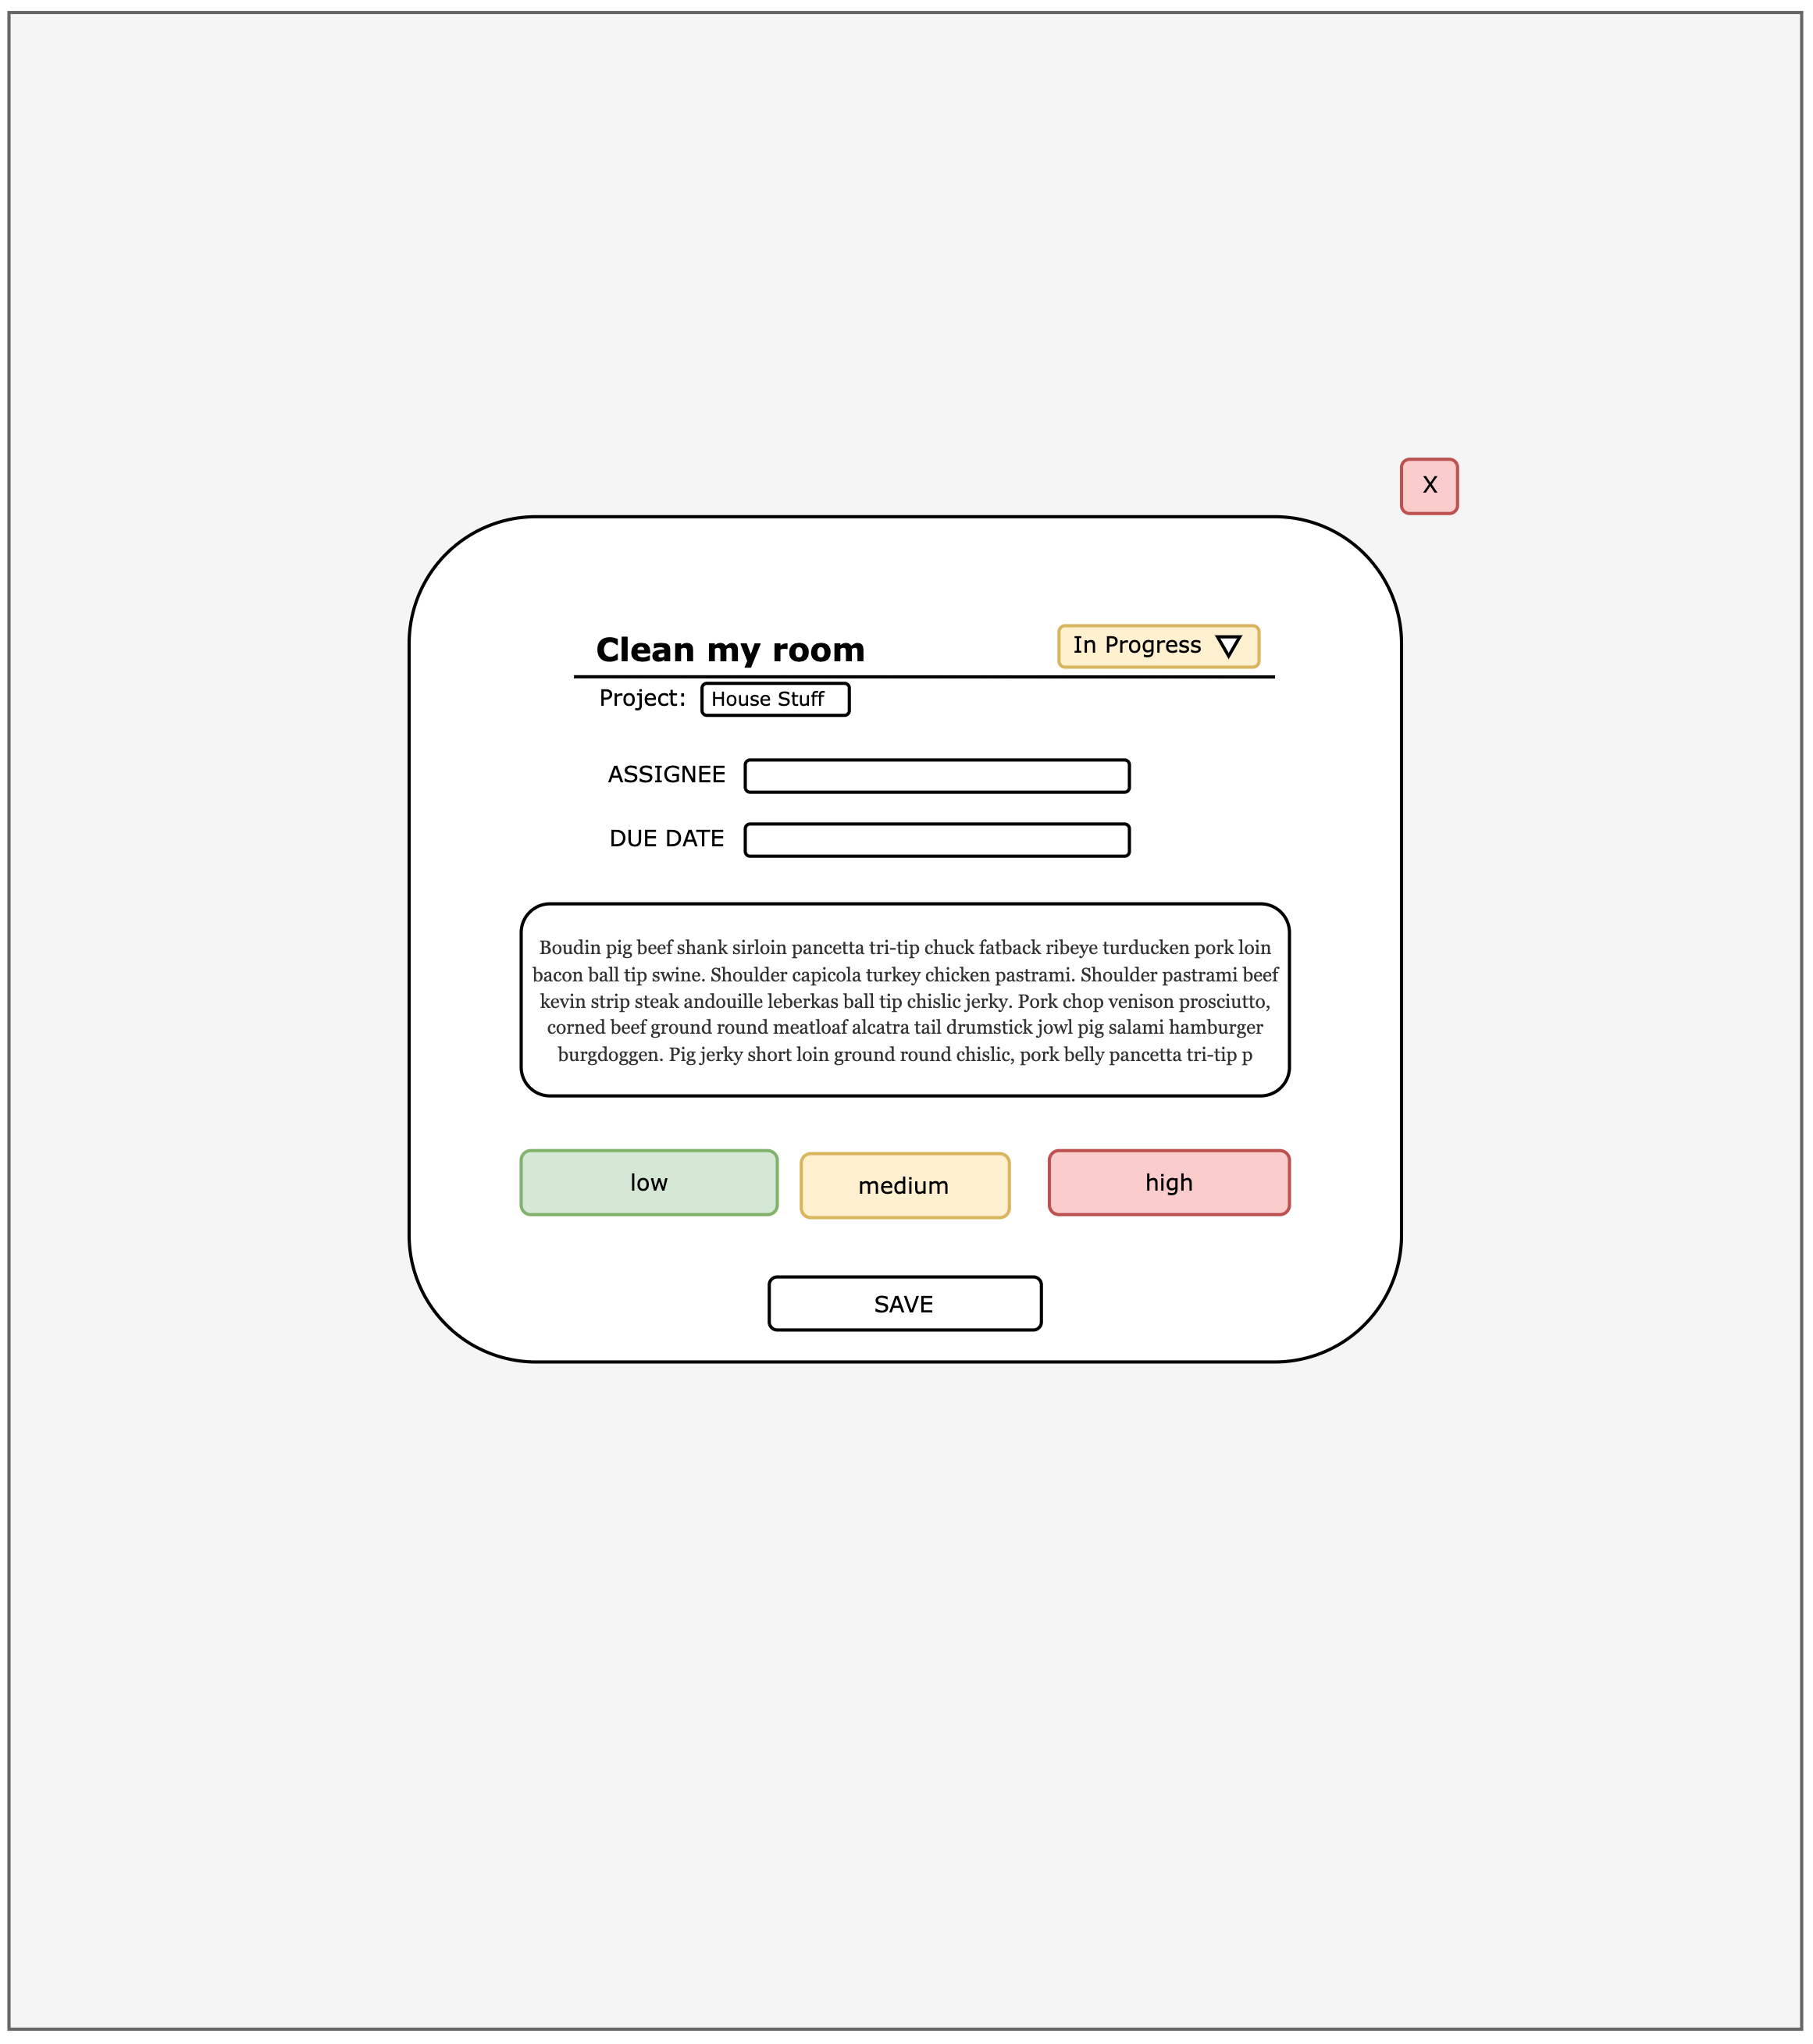 X
Clean my room
In Progress
Project:
House Stuff
ASSIGNEE
DUE DATE
Boudin pig beef shank sirloin pancetta tri-tip chuck fatback ribeye turducken pork loin
bacon ball tip swine. Shoulder capicola turkey chicken pastrami. Shoulder pastrami beef
kevin strip steak andouille leberkas ball tip chislic jerky. Pork chop venison prosciutto,
corned beef ground round meatloaf alcatra tail drumstick jowl pig salami hamburger
burgdoggen. Pig jerky short loin ground round chislic, pork belly pancetta tri-tip p
low
medium
high
SAVE